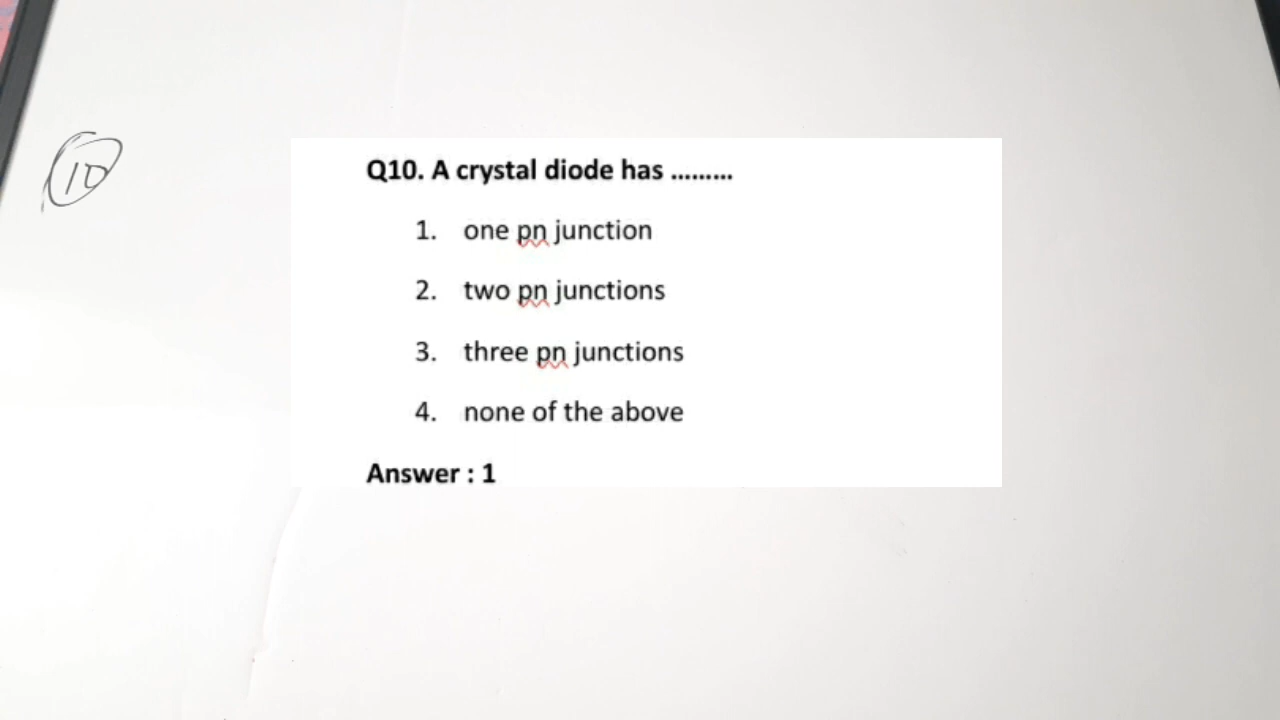 10
Q10. A crystal diode has .........
1. one pn junction
2. two pn junctions
3. three pn junctions
4. none of the above
Answer : 1